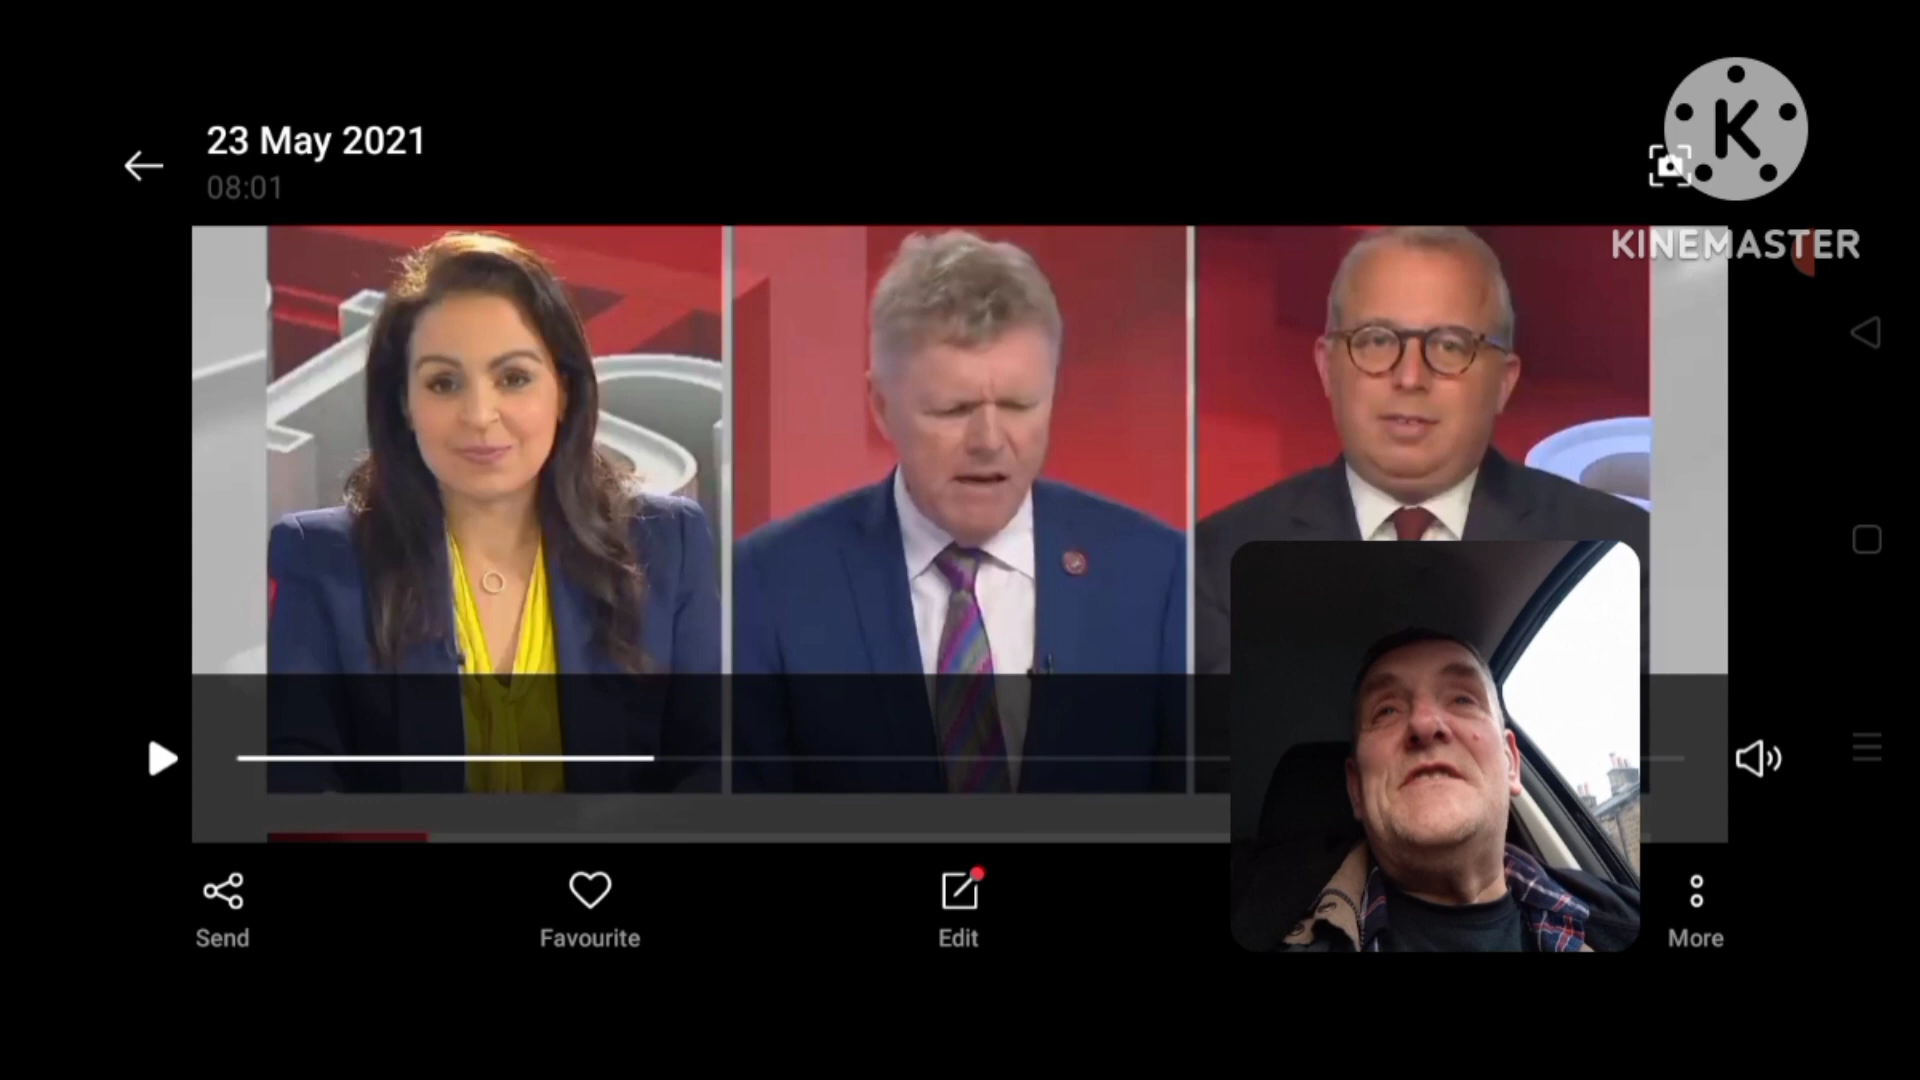 23 May 2021
08:01
K
KINEMASTER
Send
Favourite
Edit
More